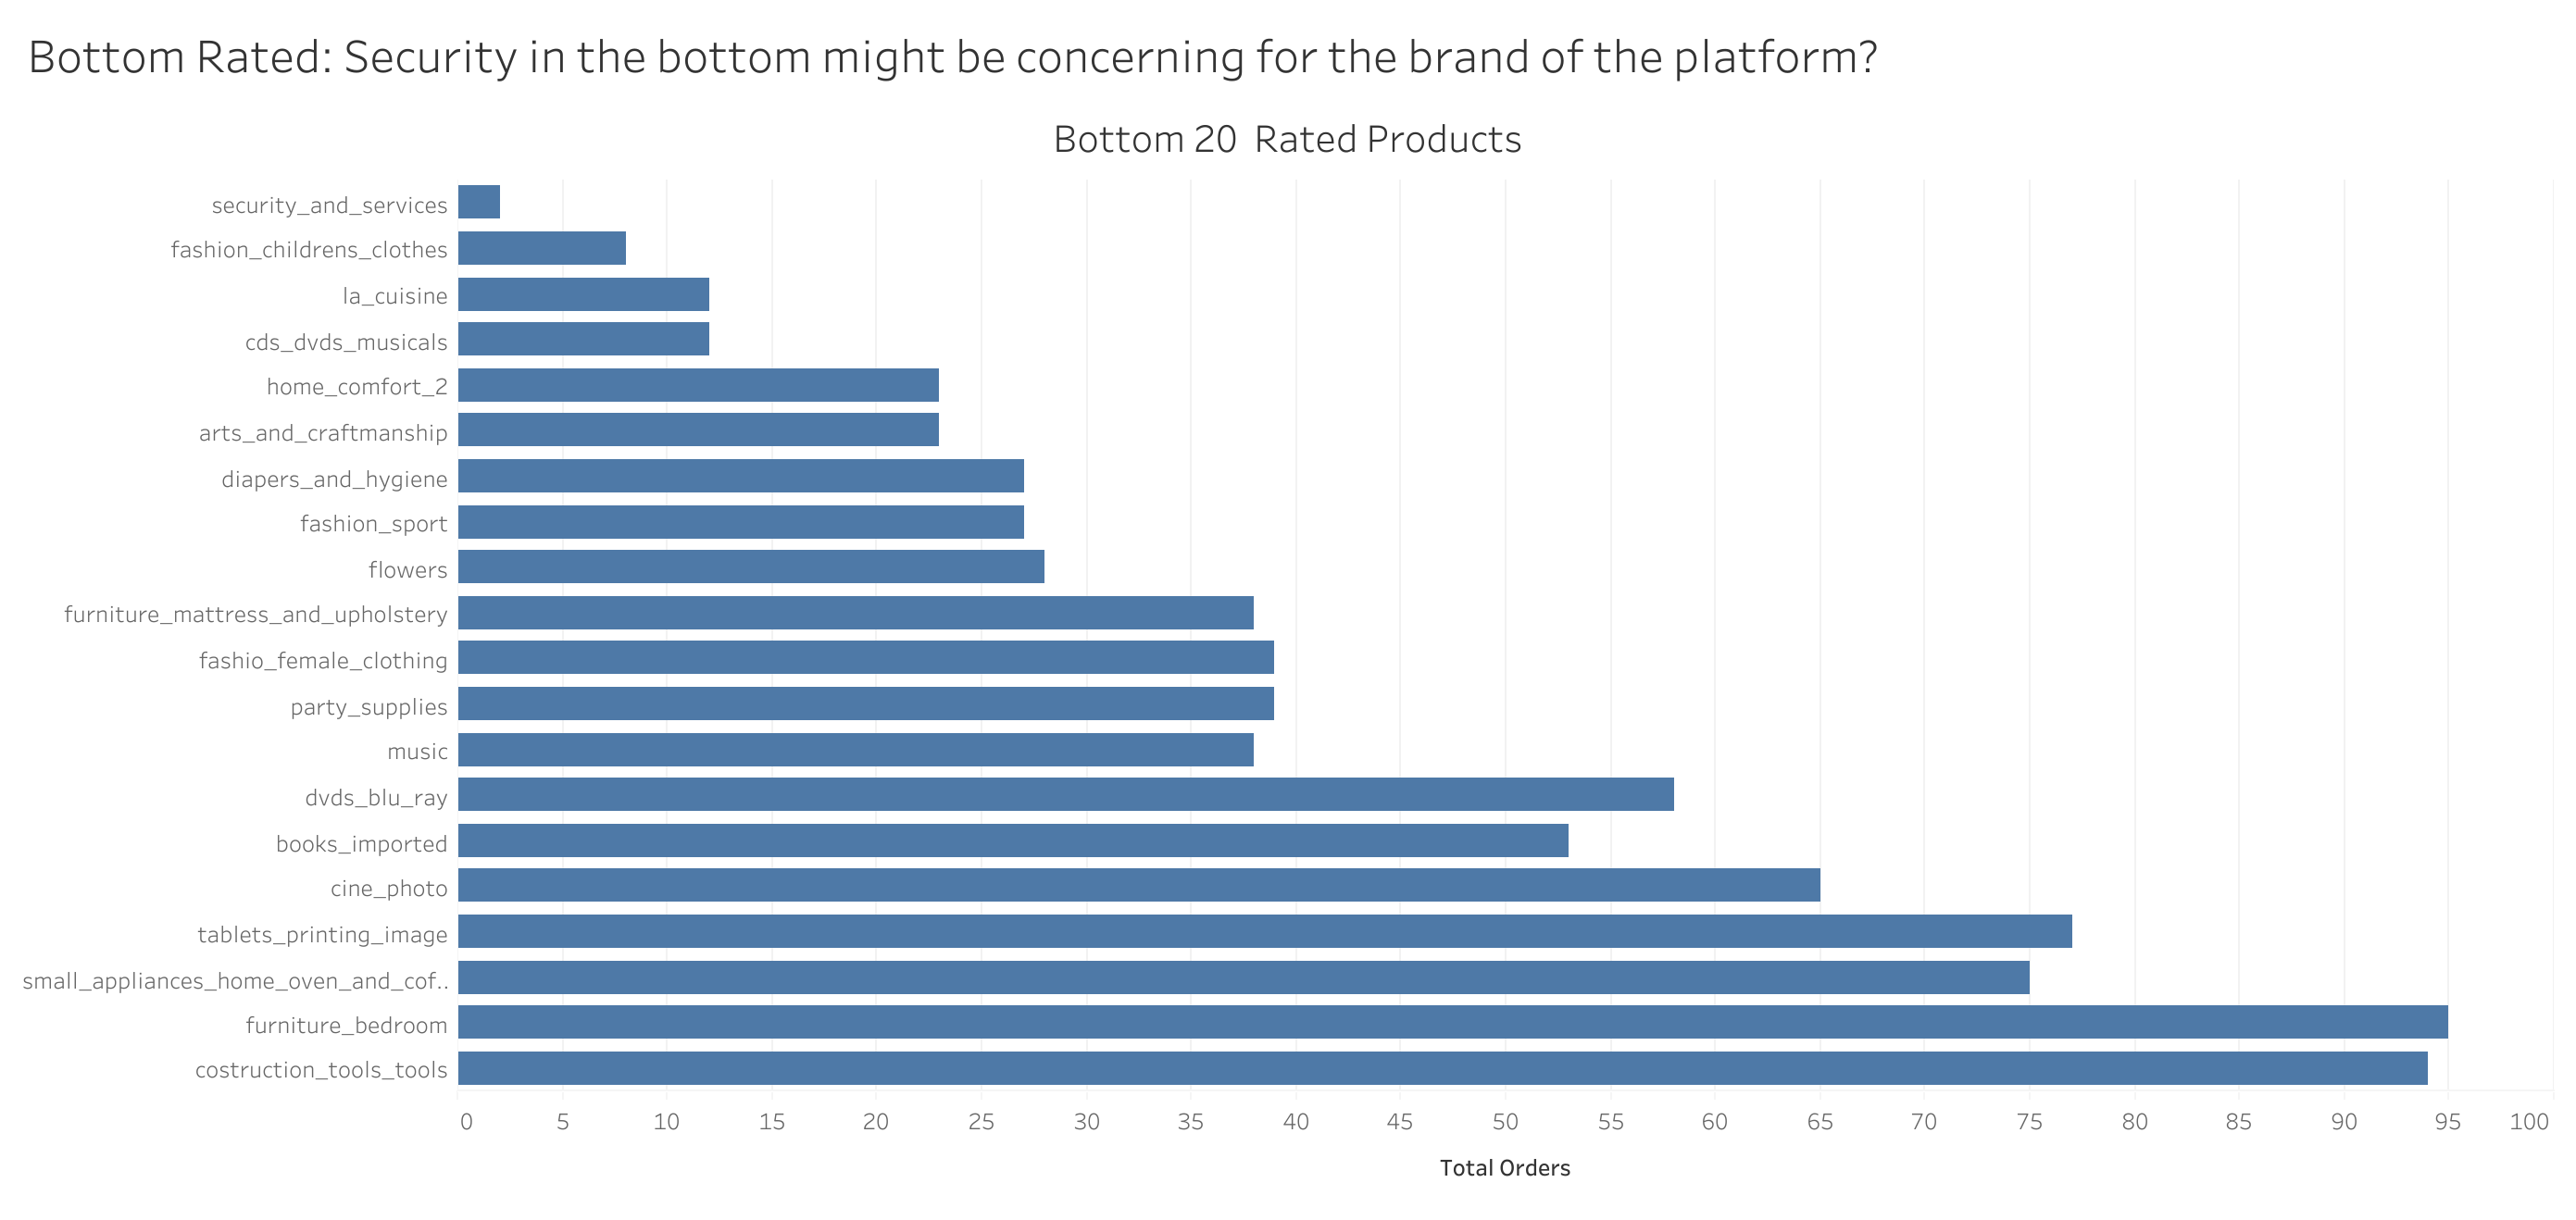 Bottom Rated: Security in the bottom might be concerning for the brand of the platform?
Bottom 20  Rated Products
security_and_services
fashion_childrens_clothes
la_cuisine
cds_dvds_musicals
home_comfort_2
arts_and_craftmanship
diapers_and_hygiene
fashion_sport
flowers
furniture_mattress_and_upholstery
fashio_female_clothing
party_supplies
music
dvds_blu_ray
books_imported
cine_photo
tablets_printing_image
small_appliances_home_oven_and_cof..
furniture_bedroom
costruction_tools_tools
0 5 10 15 20 25 30 35 40 45 50 55 60 65 70 75 80 85 90 95 100
Total Orders